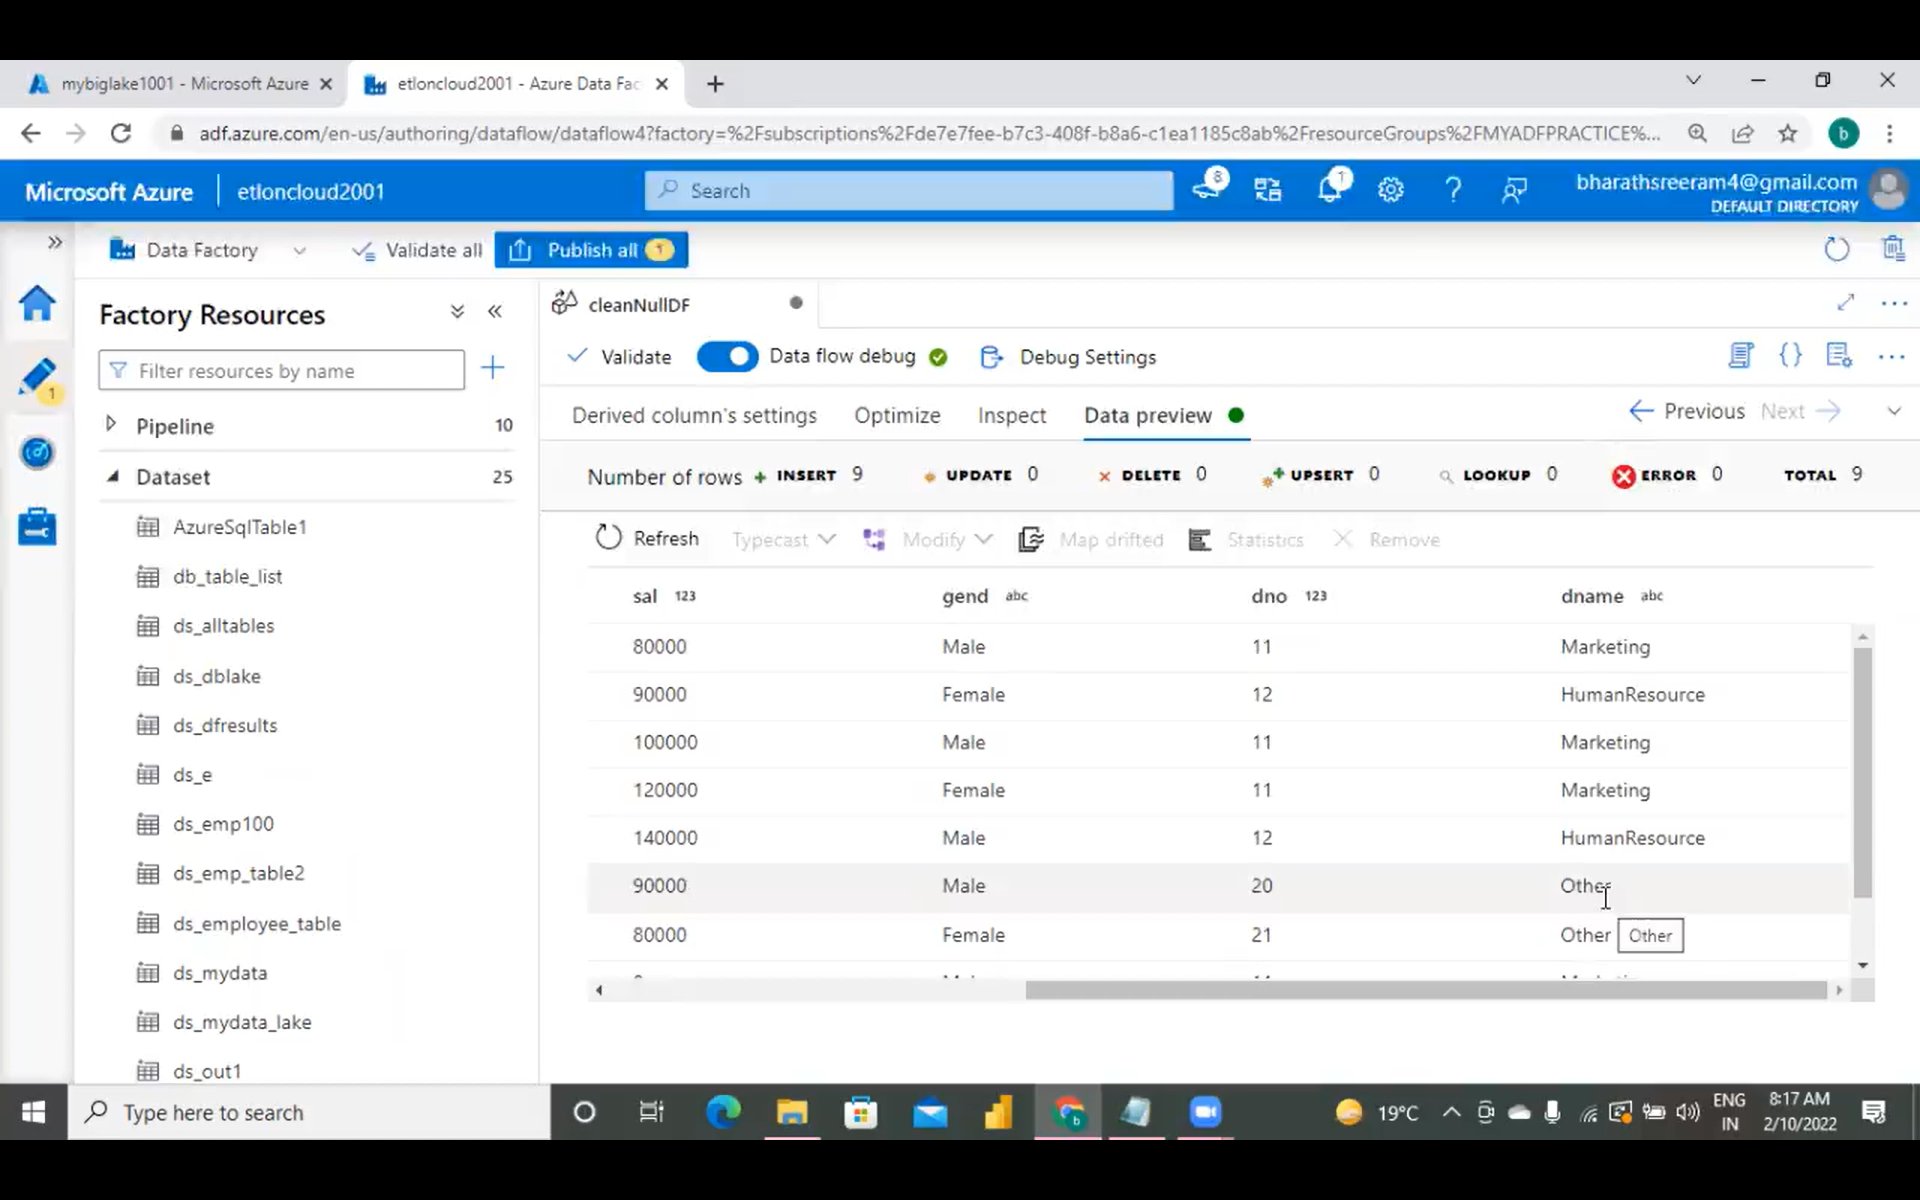 mybiglake1001 - Microsoft Azure
etloncloud2001 - Azure Data Fac
adf.azure.com/en-us/authoring/dataflow/dataflow4?factory=%2Fsubscriptions%2Fde7e7fee-b7c3-408f-b8a6-c1ea1185c8ab%2FresourceGroups%2FMYADFPRACTICE%...
b
Microsoft Azure
etloncloud2001
Search
8
1
bharathsreeram4@gmail.com
DEFAULT DIRECTORY
Data Factory
Validate all
Publish all 1
Factory Resources
Filter resources by name
1
Pipeline 10
Dataset 25
AzureSqlTable1
db_table_list
ds_alltables
ds_dblake
ds_dfresults
ds_e
ds_emp100
ds_emp_table2
ds_employee_table
ds_mydata
ds_mydata_lake
ds_out1
cleanNullDF
Validate Data flow debug Debug Settings
Derived column's settings Optimize Inspect Data preview Previous Next
Number of rows INSERT 9 UPDATE 0 DELETE 0 UPSERT 0 LOOKUP 0 ERROR 0 TOTAL 9
Refresh Typecast Modify Map drifted Statistics Remove
sal 123 gend abc dno 123 dname abc
80000 Male 11 Marketing
90000 Female 12 HumanResource
100000 Male 11 Marketing
120000 Female 11 Marketing
140000 Male 12 HumanResource
90000 Male 20 Other
80000 Female 21 Other
Other
Type here to search
b
19°C
ENG
IN
8:17 AM
2/10/2022